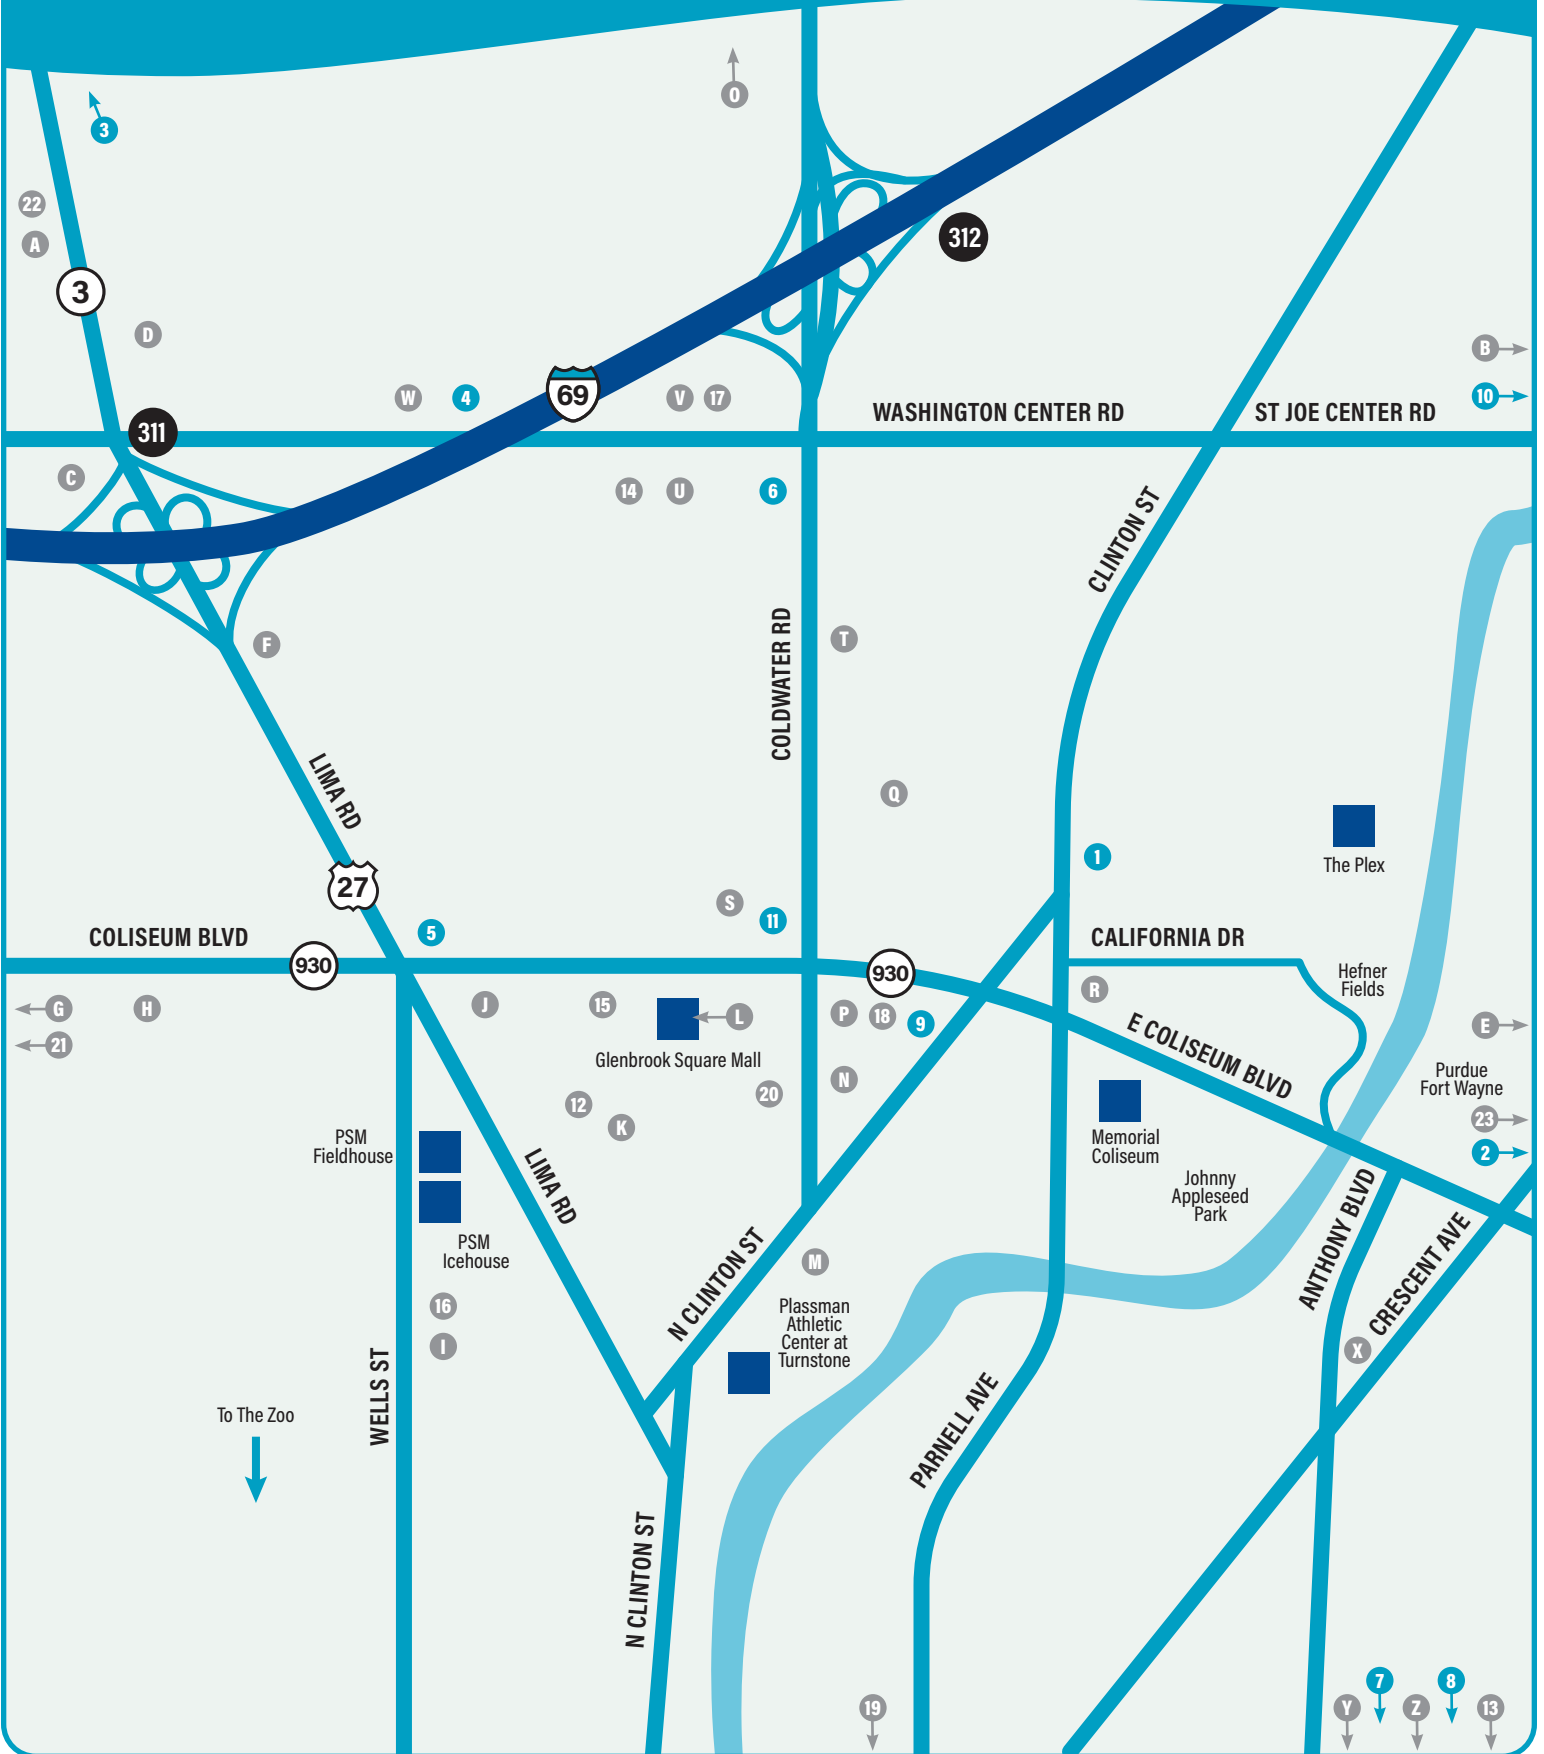 O
3
22
A
3
312
D
B
W
4
69
V
17
10
WASHINGTON CENTER RD
ST JOE CENTER RD
311
C
14
U
6
CLINTON ST
F
T
COLDWATER RD
LIMA RD
Q
The Plex
1
27
S
11
5
COLISEUM BLVD
CALIFORNIA DR
930
930
Hefner
Fields
R
G
H
J
15
L
P
18
9
E
21
E COLISEUM BLVD
Glenbrook Square Mall
Purdue
Fort Wayne
N
20
12
K
23
PSM
Fieldhouse
Memorial
Coliseum
2
LIMA RD
Johnny
Appleseed
Park
ANTHONY BLVD
PSM
Icehouse
N CLINTON ST
M
CRESCENT AVE
16
Plassman
Athletic
Center at
Turnstone
I
X
WELLS ST
To The Zoo
PARNELL AVE
N CLINTON ST
19
Y
7
Z
8
13